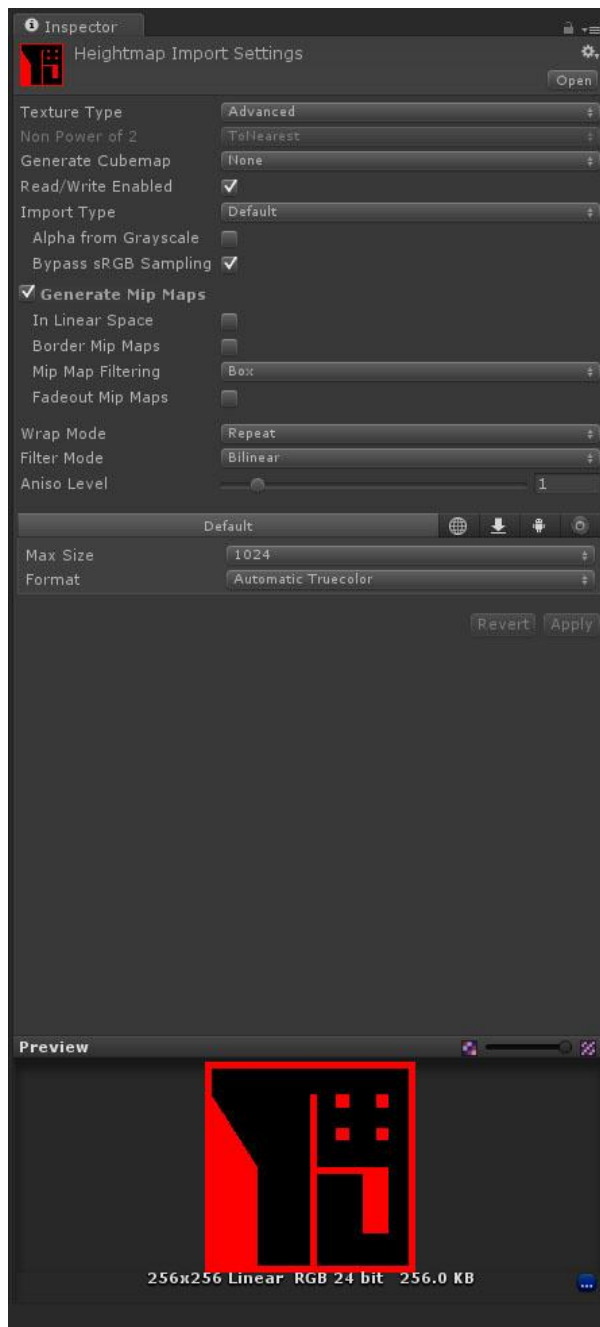 Inspector
Heightmap Import Settings
Open
Texture Type Advanced
Non Power of 2 ToNearest
Generate Cubemap None
Read/Write Enabled
Import Type Default
Alpha from Grayscale
Bypass sRGB Sampling
Generate Mip Maps
In Linear Space
Border Mip Maps
Mip Map Filtering Box
Fadeout Mip Maps
Wrap Mode Repeat
Filter Mode Bilinear
Aniso Level 1
Default
Max Size 1024
Format Automatic Truecolor
Revert Apply
Preview
256x256 Linear RGB 24 bit 256.0 KB